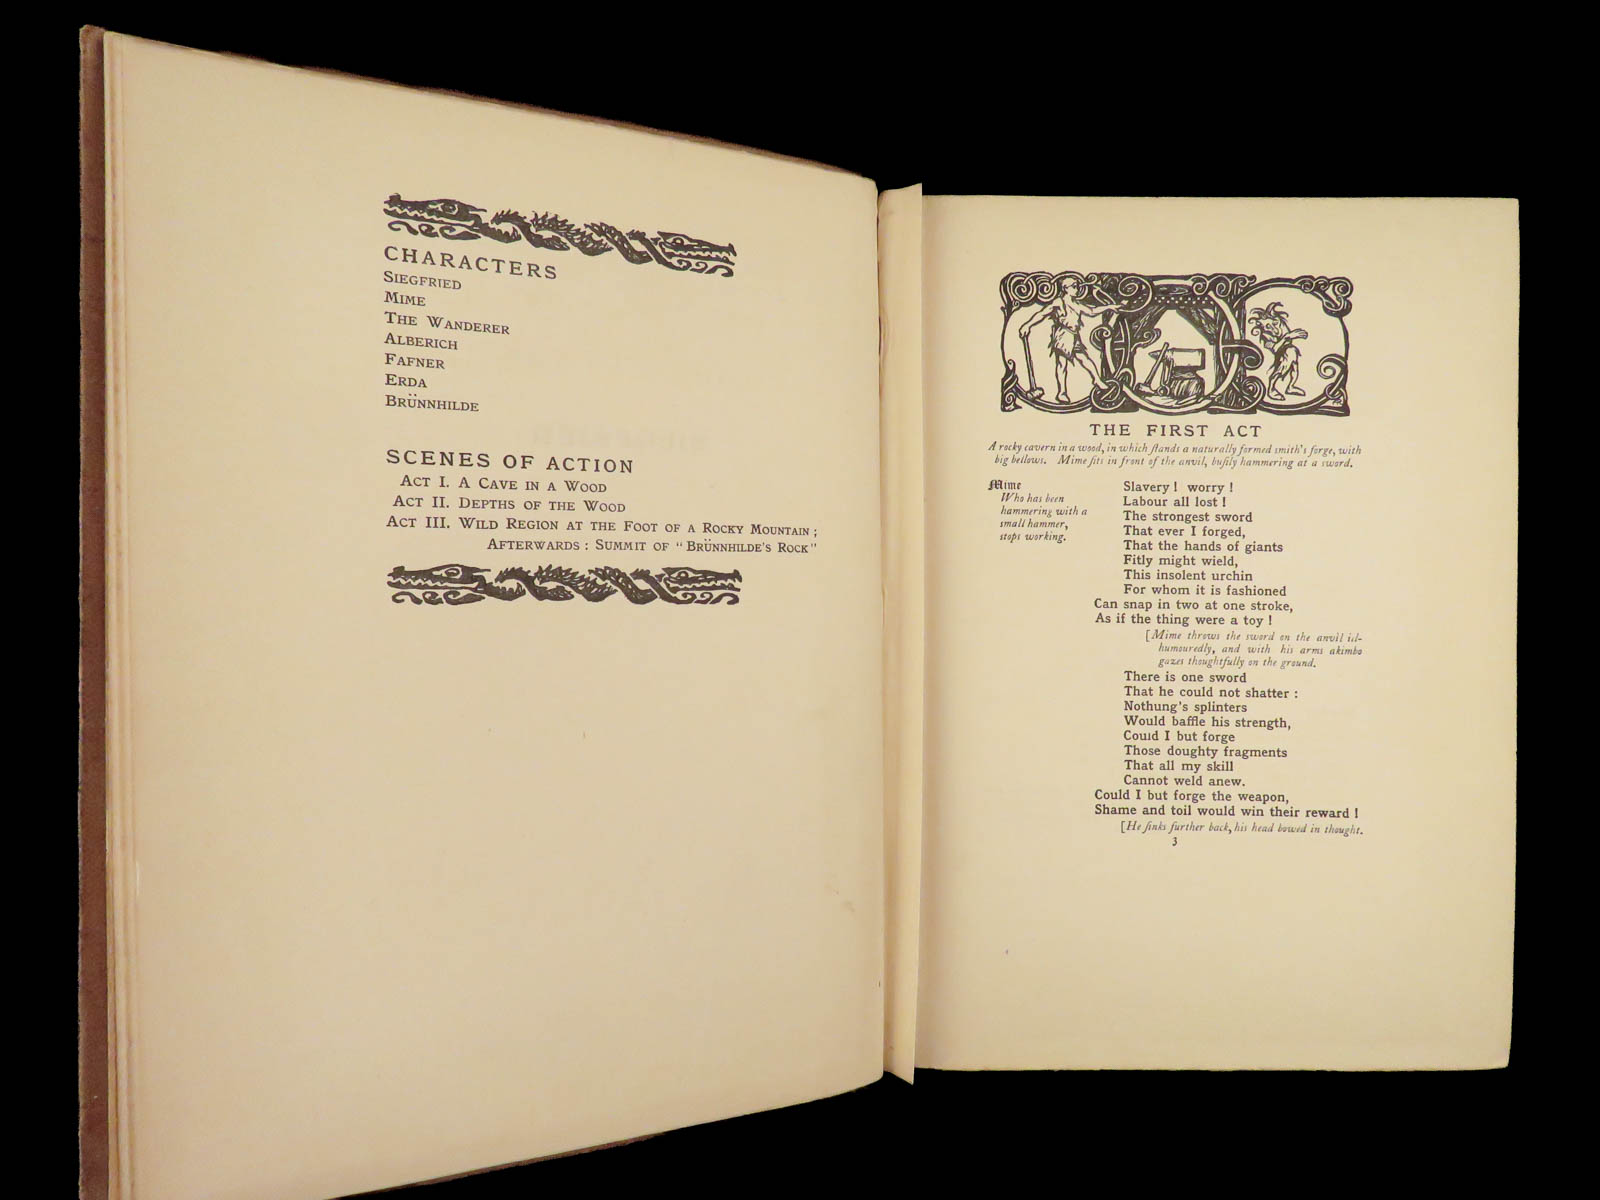 CHARACTERS
SIEGFRIED
MIME
THE WANDERER
ALBERICH
FAFNER
ERDA
BRÜNNHILDE
SCENES OF ACTION
ACT I. A CAVE IN A WOOD
ACT II. DEPTHS OF THE WOOD
ACT III. WILD REGION AT THE FOOT OF A ROCKY MOUNTAIN;
AFTERWARDS: SUMMIT OF "BRÜNNHILDE'S ROCK"
THE FIRST ACT
A rocky cavern in a wood, in which stands a naturally formed smith's forge, with
big bellows. Mime sits in front of the anvil, busily hammering at a sword.
Mime
Who has been
hammering with a
small hammer,
stops working.
Slavery! worry!
Labour all lost!
The strongest sword
That ever I forged,
That the hands of giants
Fitly might wield,
This insolent urchin
For whom it is fashioned
Can snap in two at one stroke,
As if the thing were a toy!
[Mime throws the sword on the anvil ill-
humouredly, and with his arms akimbo
gazes thoughtfully on the ground.
There is one sword
That he could not shatter:
Nothung's splinters
Would baffle his strength,
Could I but forge
Those doughty fragments
That all my skill
Cannot weld anew.
Could I but forge the weapon,
Shame and toil would win their reward!
[He sinks further back, his head bowed in thought.
3